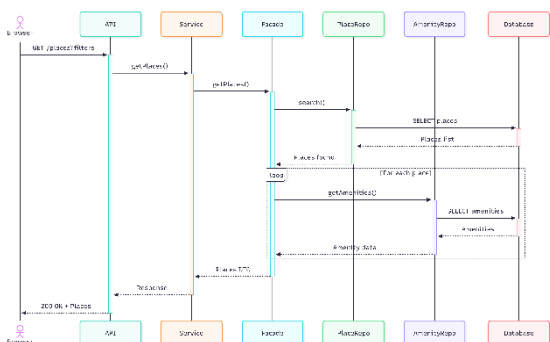 API
Service
Facade
PlaceRepo
AmenityRepo
Database
Browser
GET /places?filters
getPlaces()
getPlaces()
search()
SELECT places
Places list
Places found
loop
[For each place]
getAmenities()
SELECT amenities
Amenities
Amenity data
Places
Response
200 OK + Places
API
Service
Facade
PlaceRepo
AmenityRepo
Database
Browser